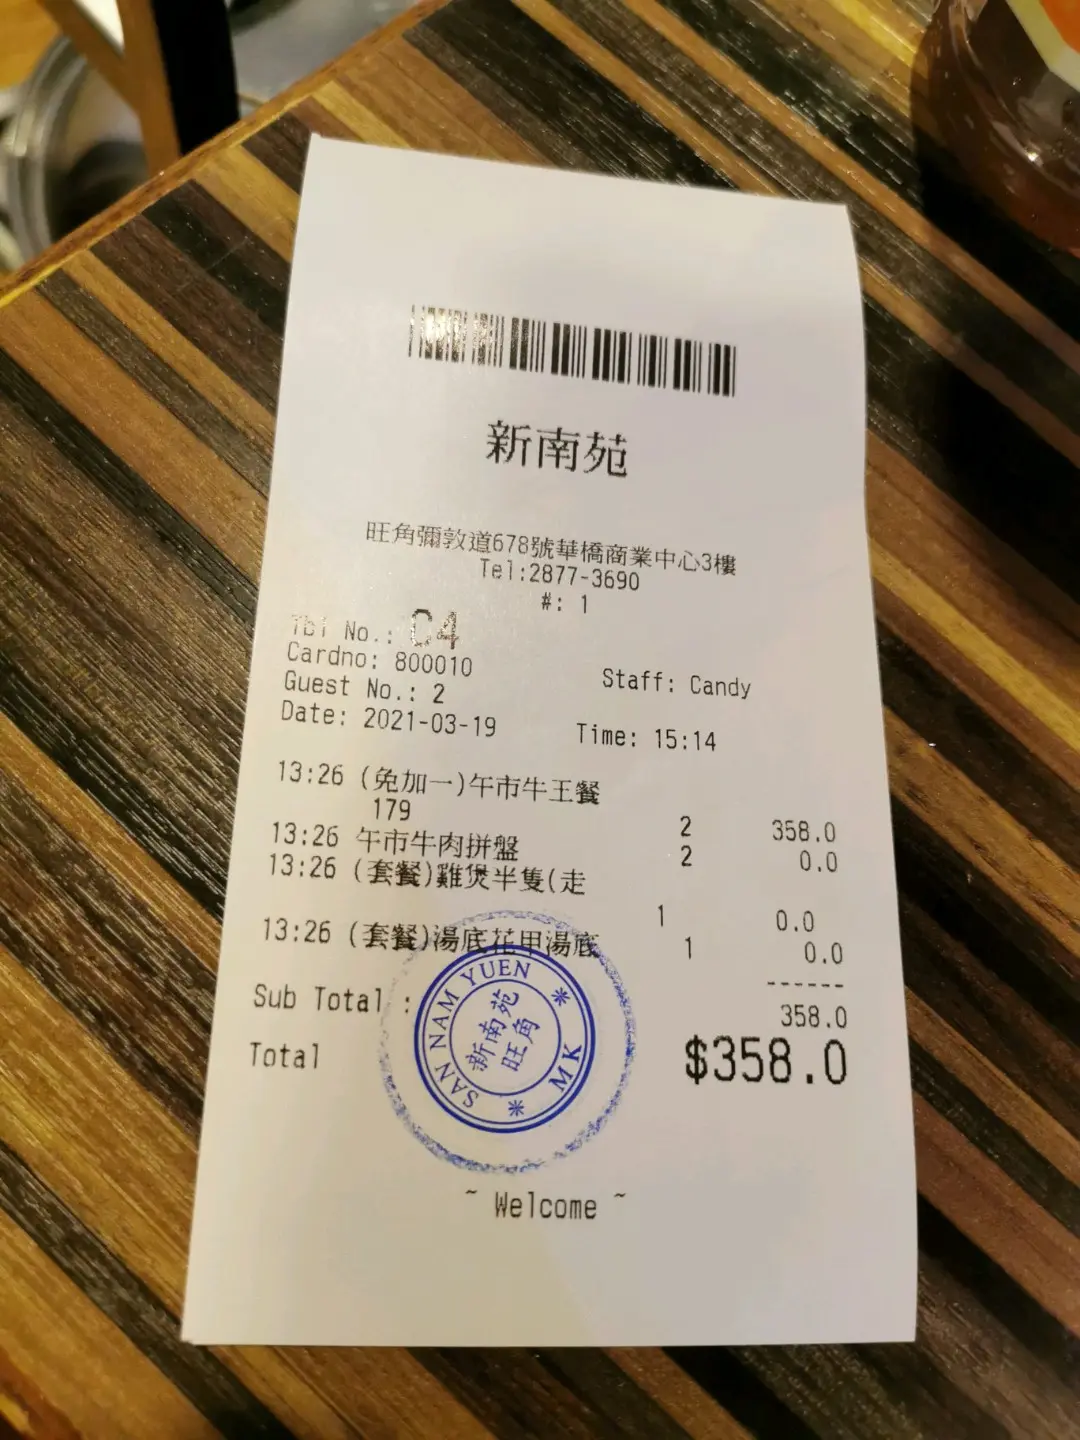 新南苑
旺角彌敦道678號華僑商業中心3樓
Tel:2877-3690
#: 1
Tbl No.: C4
Cardno: 800010
Staff: Candy
Guest No.: 2
Date: 2021-03-19 Time: 15:14
13:26 (免加一)午市牛王餐
179 2 358.0
13:26 午市牛肉拼盤 2 0.0
13:26 (套餐)雞煲半隻(走
1 0.0
13:26 (套餐)湯底花甲湯底 1 0.0
------
Sub Total : 358.0
Total $358.0
SAN NAM YUEN
新南苑
旺角
MK
~ Welcome ~